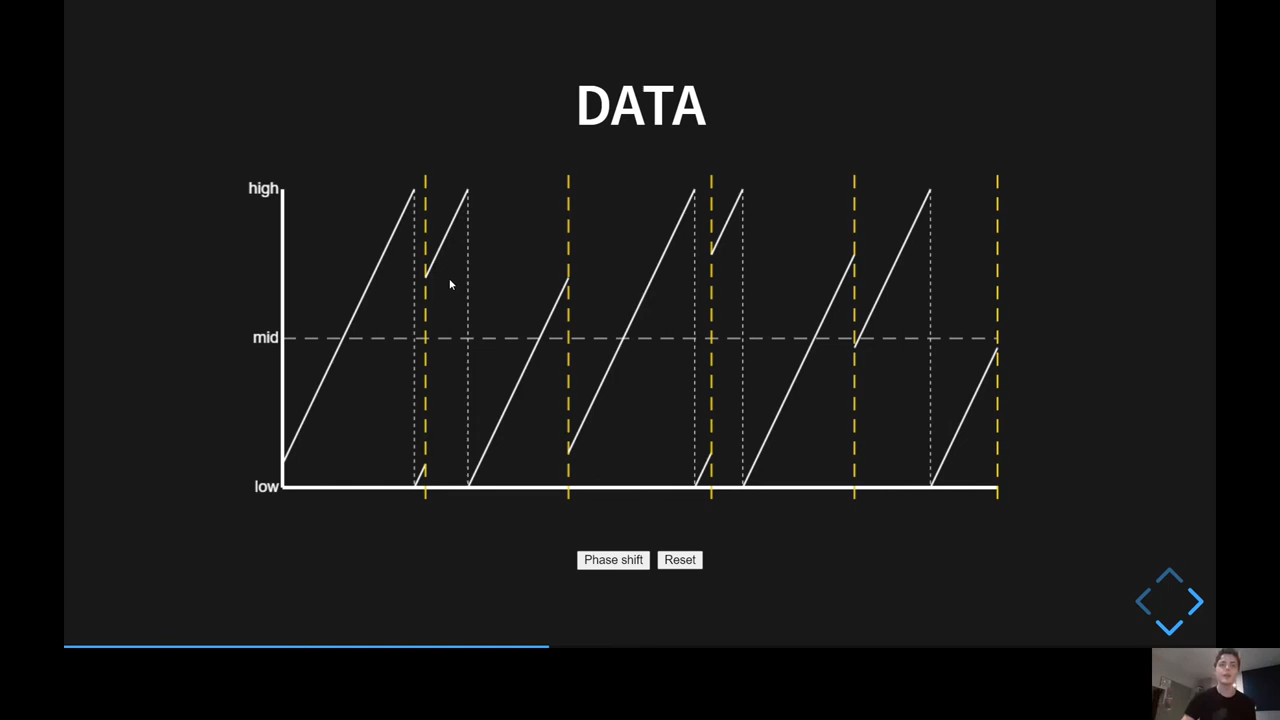 DATA
high
mid
low
Phase shift Reset